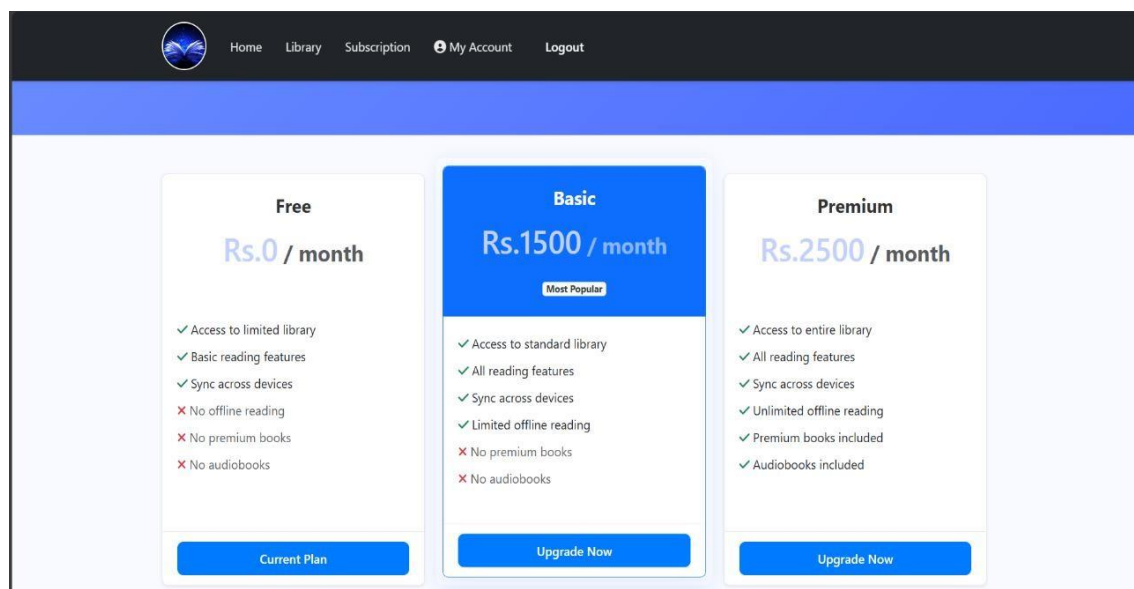 Home Library Subscription My Account Logout
Free
Rs.0 / month
Access to limited library
Basic reading features
Sync across devices
No offline reading
No premium books
No audiobooks
Current Plan
Basic
Rs.1500 / month
Most Popular
Access to standard library
All reading features
Sync across devices
Limited offline reading
No premium books
No audiobooks
Upgrade Now
Premium
Rs.2500 / month
Access to entire library
All reading features
Sync across devices
Unlimited offline reading
Premium books included
Audiobooks included
Upgrade Now